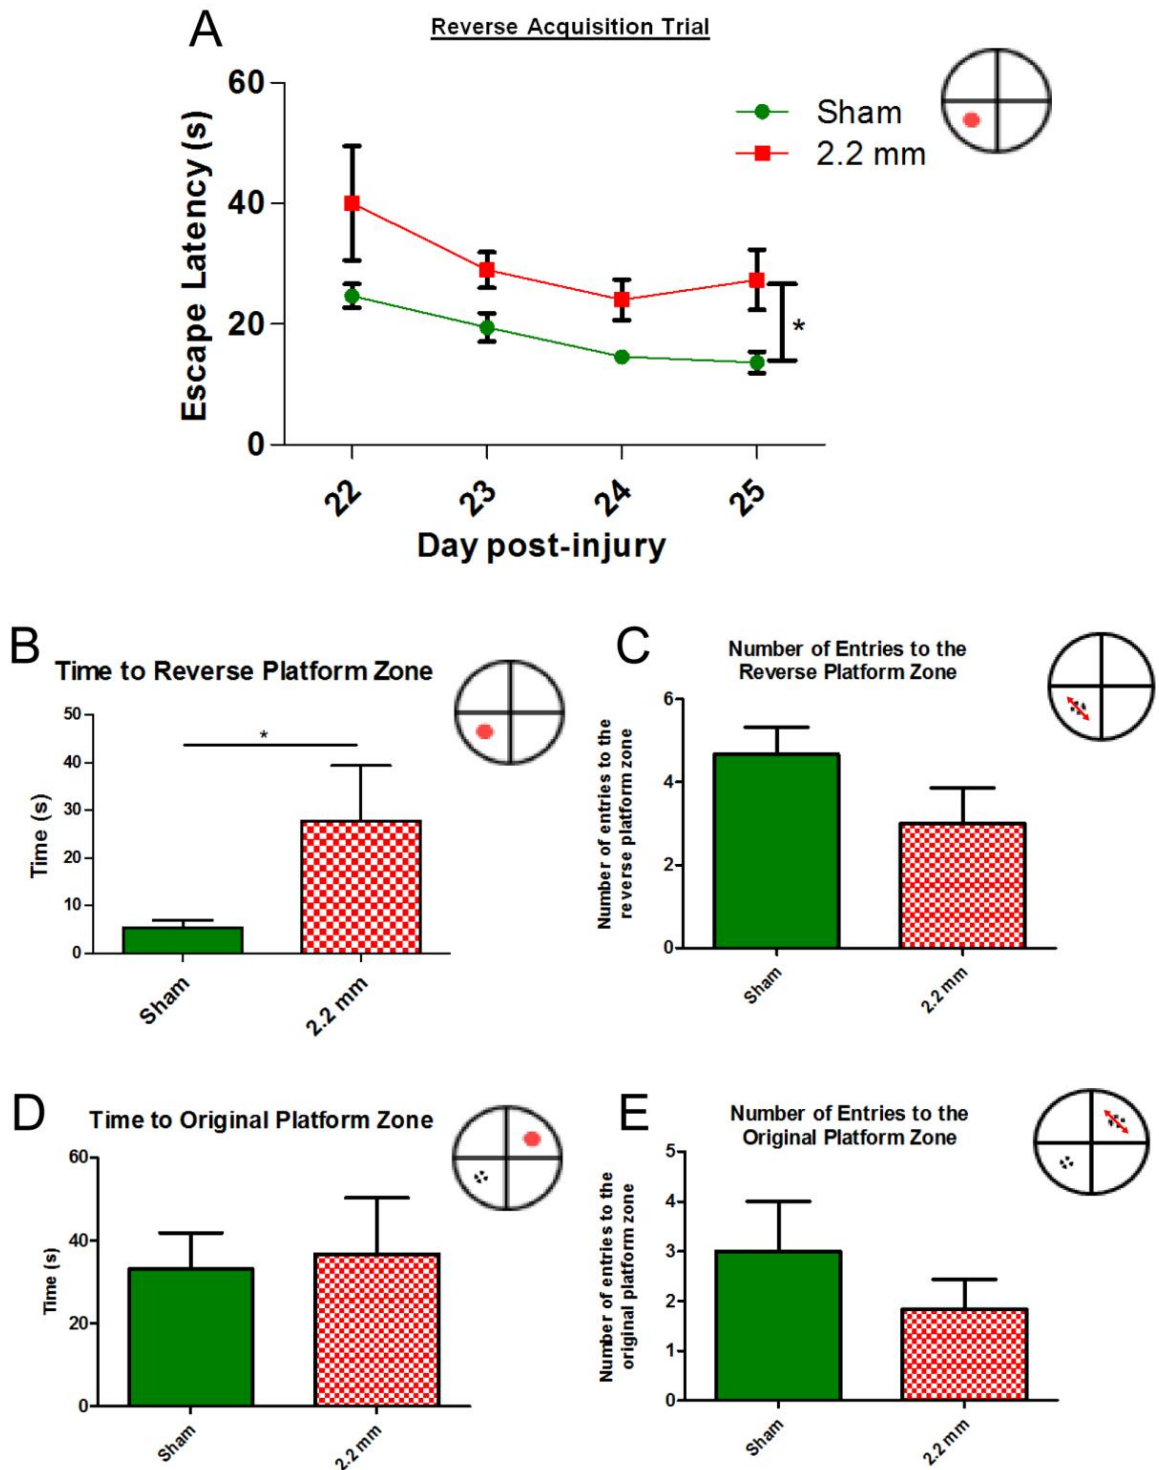 A
Reverse Acquisition Trial
60
40
20
0
Escape Latency (s)
Sham
2.2 mm
*
22
23
24
25
Day post-injury
B
Time to Reverse Platform Zone
50
40
30
20
10
0
Time (s)
*
Sham
2.2 mm
C
Number of Entries to the
Reverse Platform Zone
6
4
2
0
Number of entries to the
reverse platform zone
Sham
2.2 mm
D
Time to Original Platform Zone
60
40
20
0
Time (s)
Sham
2.2 mm
E
Number of Entries to the
Original Platform Zone
5
4
3
2
1
0
Number of entries to the
original platform zone
Sham
2.2 mm